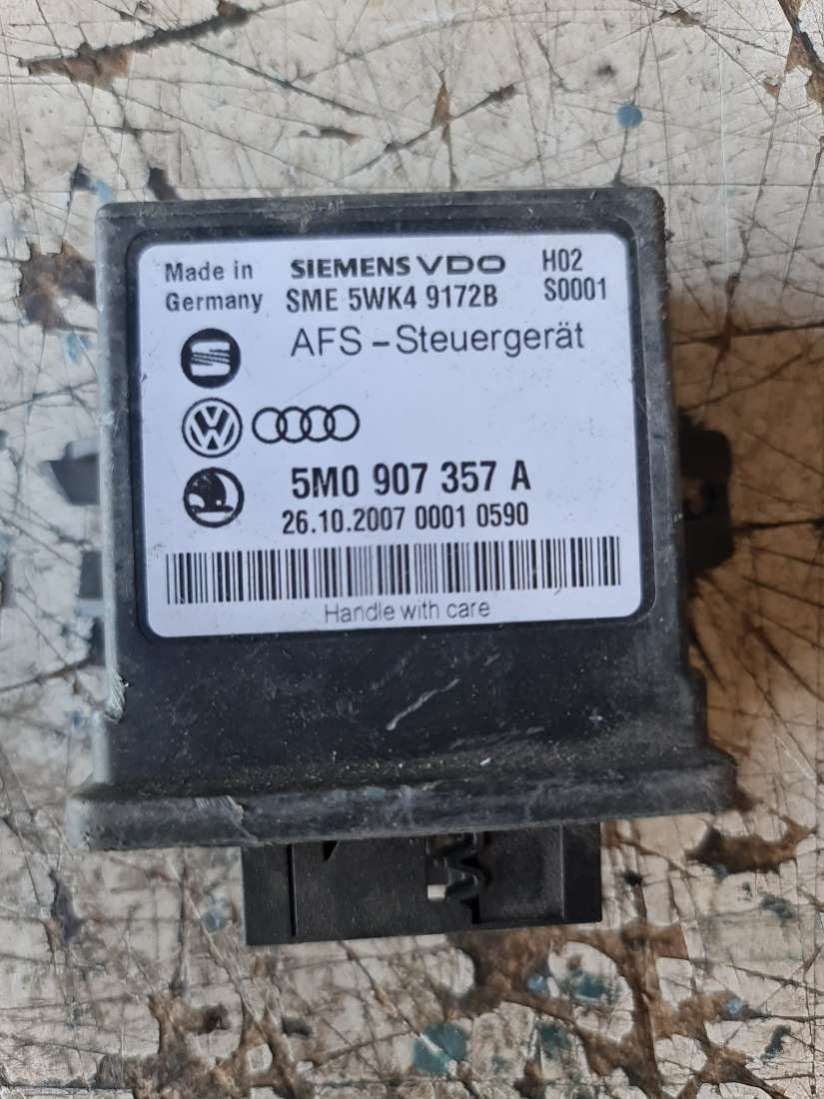 Made in SIEMENS VDO H02
Germany SME 5WK4 9172B S0001
AFS-Steuergerät
5M0 907 357 A
26.10.2007 0001 0590
Handle with care